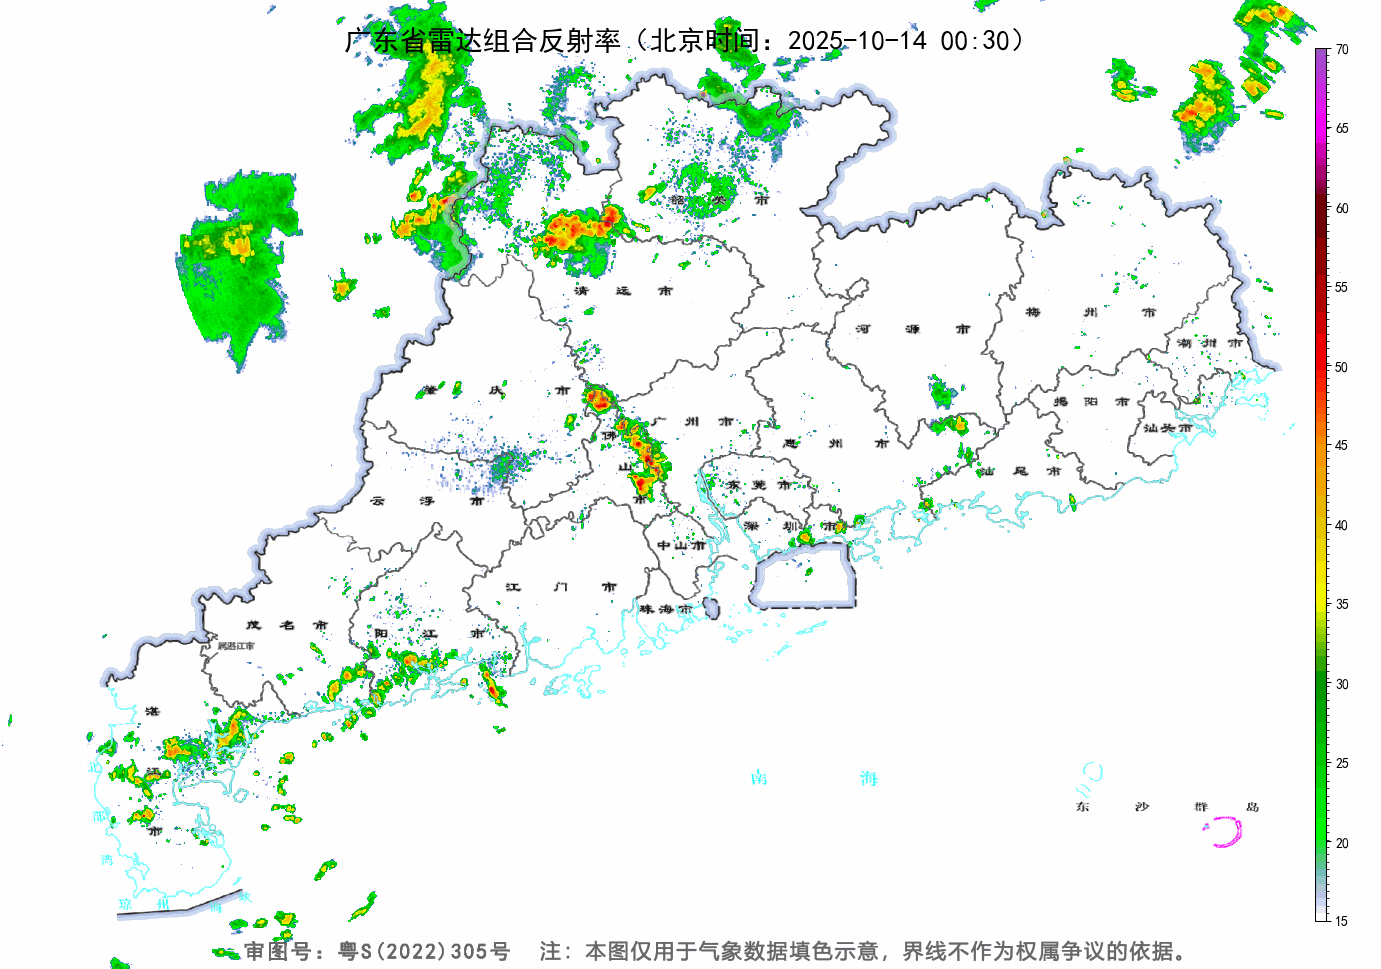 广东省雷达组合反射率（北京时间：2025-10-14 00:30）
70
65
60
55
50
45
40
35
30
25
20
15
韶关市
清远市
河源市
梅州市
潮州市
肇庆市
广州市
佛山市
惠州市
揭阳市
汕头市
汕尾市
东莞市
云浮市
深圳市
中山市
江门市
珠海市
茂名市
阳江市
属湛江市
湛江市
北部湾
南海
东沙群岛
琼州海峡
审图号：粤S(2022)305号 注：本图仅用于气象数据填色示意，界线不作为权属争议的依据。